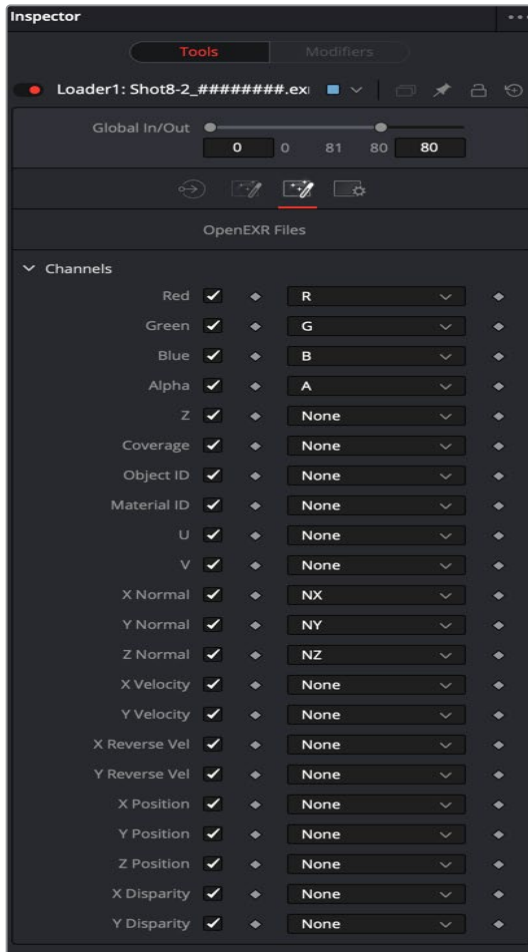 Inspector
Tools Modifiers
Loader1: Shot8-2_########.ex
Global In/Out
0 0 81 80 80
OpenEXR Files
Channels
Red R
Green G
Blue B
Alpha A
Z None
Coverage None
Object ID None
Material ID None
U None
V None
X Normal NX
Y Normal NY
Z Normal NZ
X Velocity None
Y Velocity None
X Reverse Vel None
Y Reverse Vel None
X Position None
Y Position None
Z Position None
X Disparity None
Y Disparity None